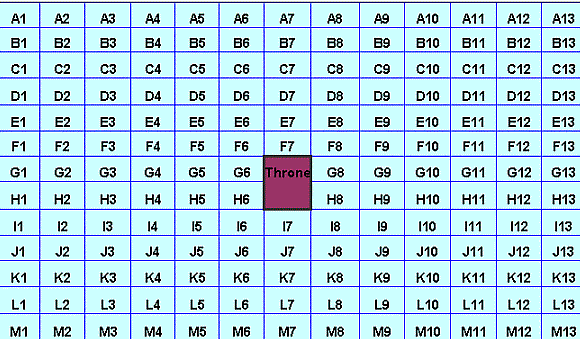 A1 A2 A3 A4 A5 A6 A7 A8 A9 A10 A11 A12 A13
B1 B2 B3 B4 B5 B6 B7 B8 B9 B10 B11 B12 B13
C1 C2 C3 C4 C5 C6 C7 C8 C9 C10 C11 C12 C13
D1 D2 D3 D4 D5 D6 D7 D8 D9 D10 D11 D12 D13
E1 E2 E3 E4 E5 E6 E7 E8 E9 E10 E11 E12 E13
F1 F2 F3 F4 F5 F6 F7 F8 F9 F10 F11 F12 F13
G1 G2 G3 G4 G5 G6 Throne G8 G9 G10 G11 G12 G13
H1 H2 H3 H4 H5 H6 H8 H9 H10 H11 H12 H13
I1 I2 I3 I4 I5 I6 I7 I8 I9 I10 I11 I12 I13
J1 J2 J3 J4 J5 J6 J7 J8 J9 J10 J11 J12 J13
K1 K2 K3 K4 K5 K6 K7 K8 K9 K10 K11 K12 K13
L1 L2 L3 L4 L5 L6 L7 L8 L9 L10 L11 L12 L13
M1 M2 M3 M4 M5 M6 M7 M8 M9 M10 M11 M12 M13